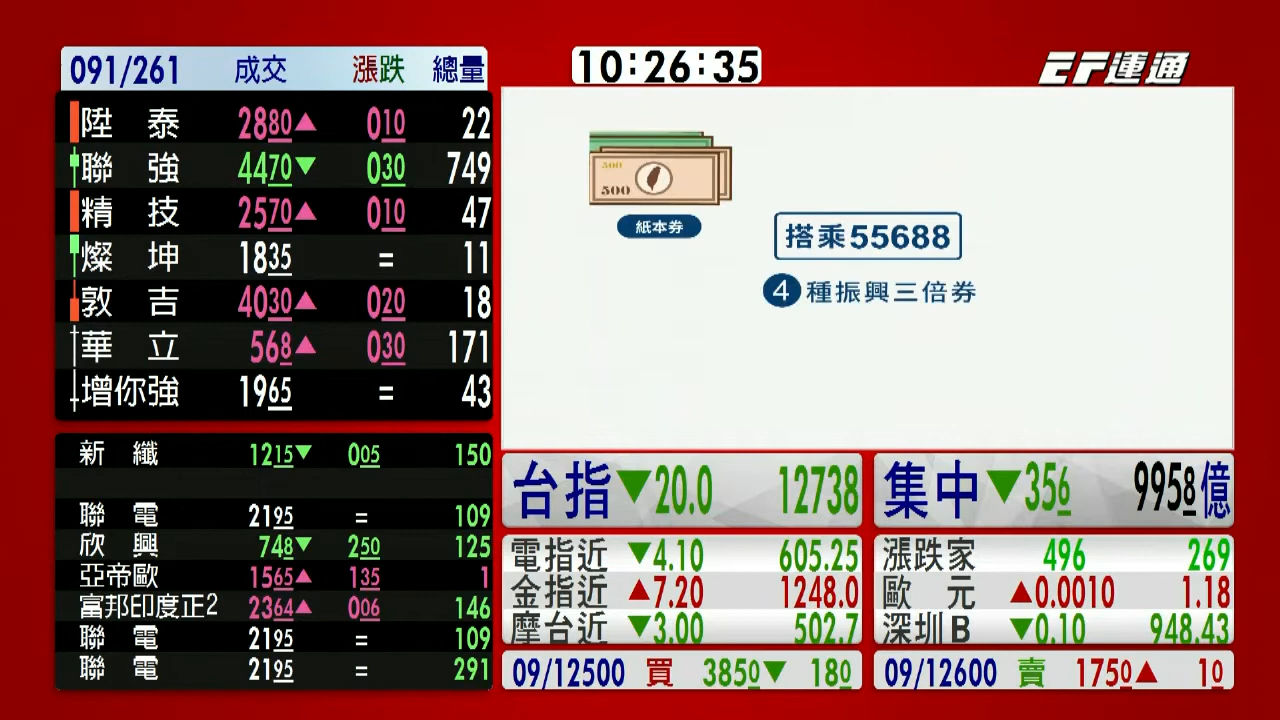 091/261 成交 漲跌 總量
陞泰 2880▲ 010 22
聯強 4470▼ 030 749
精技 2570▲ 010 47
燦坤 1835 = 11
敦吉 4030▲ 020 18
華立 568▲ 030 171
增你強 1965 = 43
新纖 1215▼ 005 150
聯電 2195 = 109
欣興 748▼ 250 125
亞帝歐 1565▲ 135 1
富邦印度正2 2364▲ 006 146
聯電 2195 = 109
聯電 2195 = 291
10:26:35
EF運通
500
500
紙本券
搭乘55688
4種振興三倍券
台指▼20.0 12738
集中▼356 9958億
電指近 ▼4.10 605.25
金指近 ▲7.20 1248.0
摩台近 ▼3.00 502.7
漲跌家 496 269
歐元 ▲0.0010 1.18
深圳B ▼0.10 948.43
09/12500 買 3850▼ 180
09/12600 賣 1750▲ 10